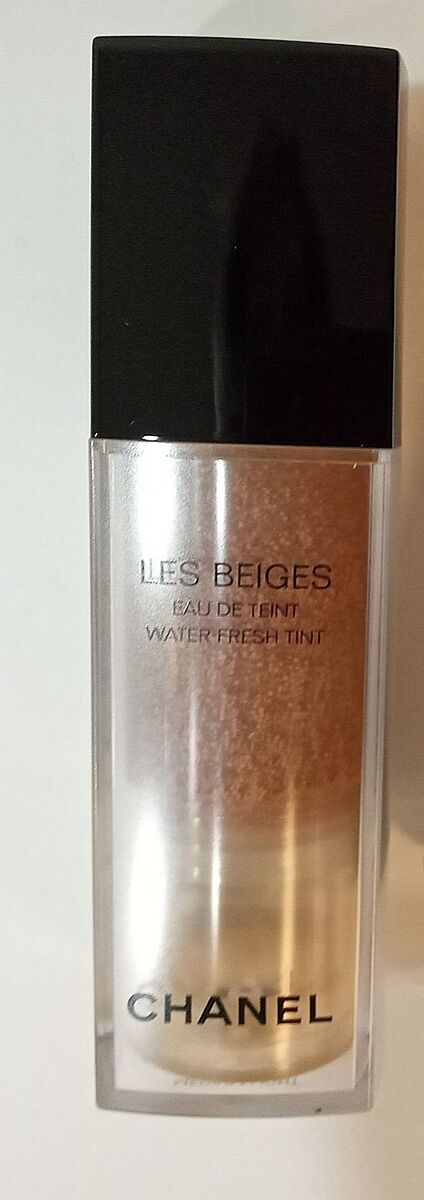 LES BEIGES
EAU DE TEINT
WATER-FRESH TINT
CHANEL